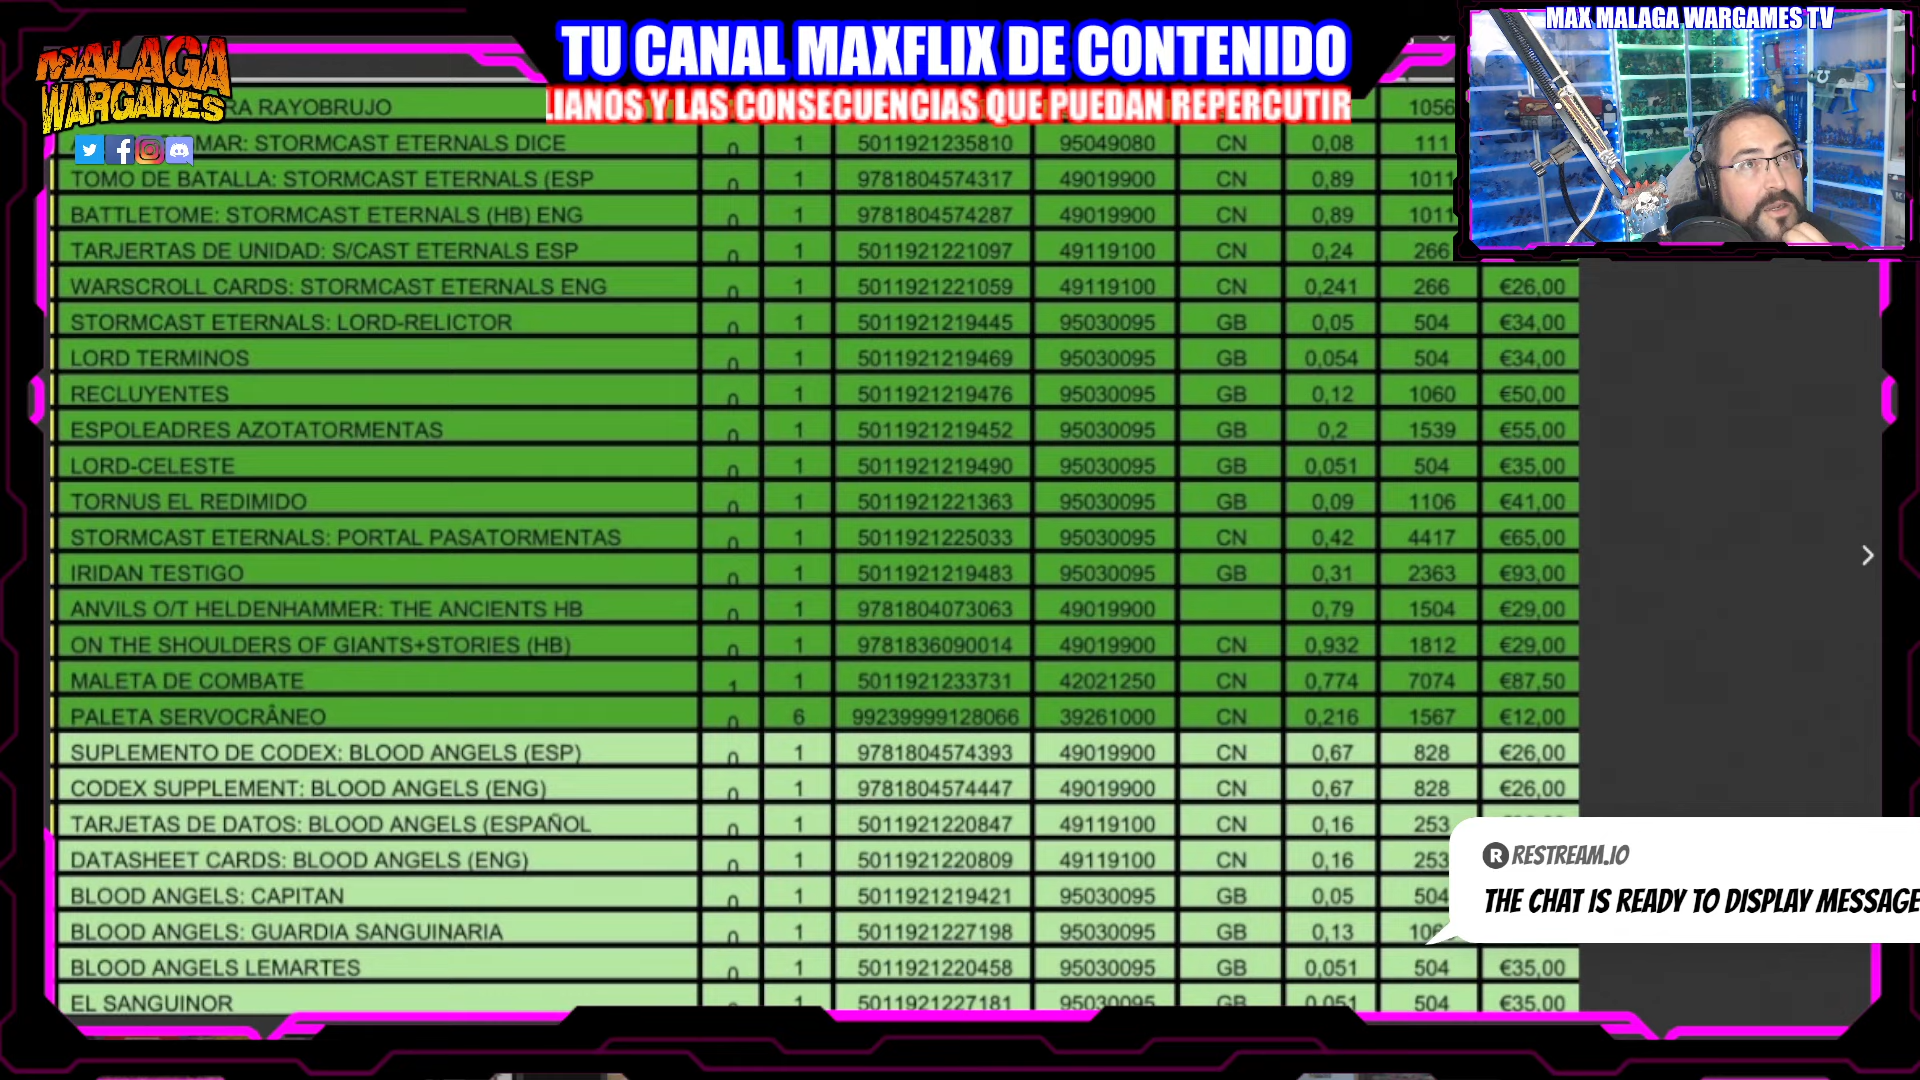 TU CANAL MAXFLIX DE CONTENIDO
LIANOS Y LAS CONSECUENCIAS QUE PUEDAN REPERCUTIR
MAX MALAGA WARGAMES TV
MALAGA
WARGAMES
RA RAYOBRUJO 1056
MAR: STORMCAST ETERNALS DICE 0 1 5011921235810 95049080 CN 0,08 111
TOMO DE BATALLA: STORMCAST ETERNALS (ESP 0 1 9781804574317 49019900 CN 0,89 1011
BATTLETOME: STORMCAST ETERNALS (HB) ENG 0 1 9781804574287 49019900 CN 0,89 1011
TARJERTAS DE UNIDAD: S/CAST ETERNALS ESP 0 1 5011921221097 49119100 CN 0,24 266
WARSCROLL CARDS: STORMCAST ETERNALS ENG 0 1 5011921221059 49119100 CN 0,241 266 €26,00
STORMCAST ETERNALS: LORD-RELICTOR 0 1 5011921219445 95030095 GB 0,05 504 €34,00
LORD TERMINOS 0 1 5011921219469 95030095 GB 0,054 504 €34,00
RECLUYENTES 0 1 5011921219476 95030095 GB 0,12 1060 €50,00
ESPOLEADRES AZOTATORMENTAS 0 1 5011921219452 95030095 GB 0,2 1539 €55,00
LORD-CELESTE 0 1 5011921219490 95030095 GB 0,051 504 €35,00
TORNUS EL REDIMIDO 0 1 5011921221363 95030095 GB 0,09 1106 €41,00
STORMCAST ETERNALS: PORTAL PASATORMENTAS 0 1 5011921225033 95030095 CN 0,42 4417 €65,00
IRIDAN TESTIGO 0 1 5011921219483 95030095 GB 0,31 2363 €93,00
ANVILS O/T HELDENHAMMER: THE ANCIENTS HB 0 1 9781804073063 49019900 0,79 1504 €29,00
ON THE SHOULDERS OF GIANTS+STORIES (HB) 0 1 9781836090014 49019900 CN 0,932 1812 €29,00
MALETA DE COMBATE 1 1 5011921233731 42021250 CN 0,774 7074 €87,50
PALETA SERVOCRÂNEO 0 6 99239999128066 39261000 CN 0,216 1567 €12,00
SUPLEMENTO DE CODEX: BLOOD ANGELS (ESP) 0 1 9781804574393 49019900 CN 0,67 828 €26,00
CODEX SUPPLEMENT: BLOOD ANGELS (ENG) 0 1 9781804574447 49019900 CN 0,67 828 €26,00
TARJETAS DE DATOS: BLOOD ANGELS (ESPAÑOL 0 1 5011921220847 49119100 CN 0,16 253
DATASHEET CARDS: BLOOD ANGELS (ENG) 0 1 5011921220809 49119100 CN 0,16 253
BLOOD ANGELS: CAPITAN 0 1 5011921219421 95030095 GB 0,05 504
BLOOD ANGELS: GUARDIA SANGUINARIA 0 1 5011921227198 95030095 GB 0,13
BLOOD ANGELS LEMARTES 0 1 5011921220458 95030095 GB 0,051 504 €35,00
EL SANGUINOR 1 5011921227181 95030095 GB 0,051 504 €35,00
RESTREAM.IO
THE CHAT IS READY TO DISPLAY MESSAGE